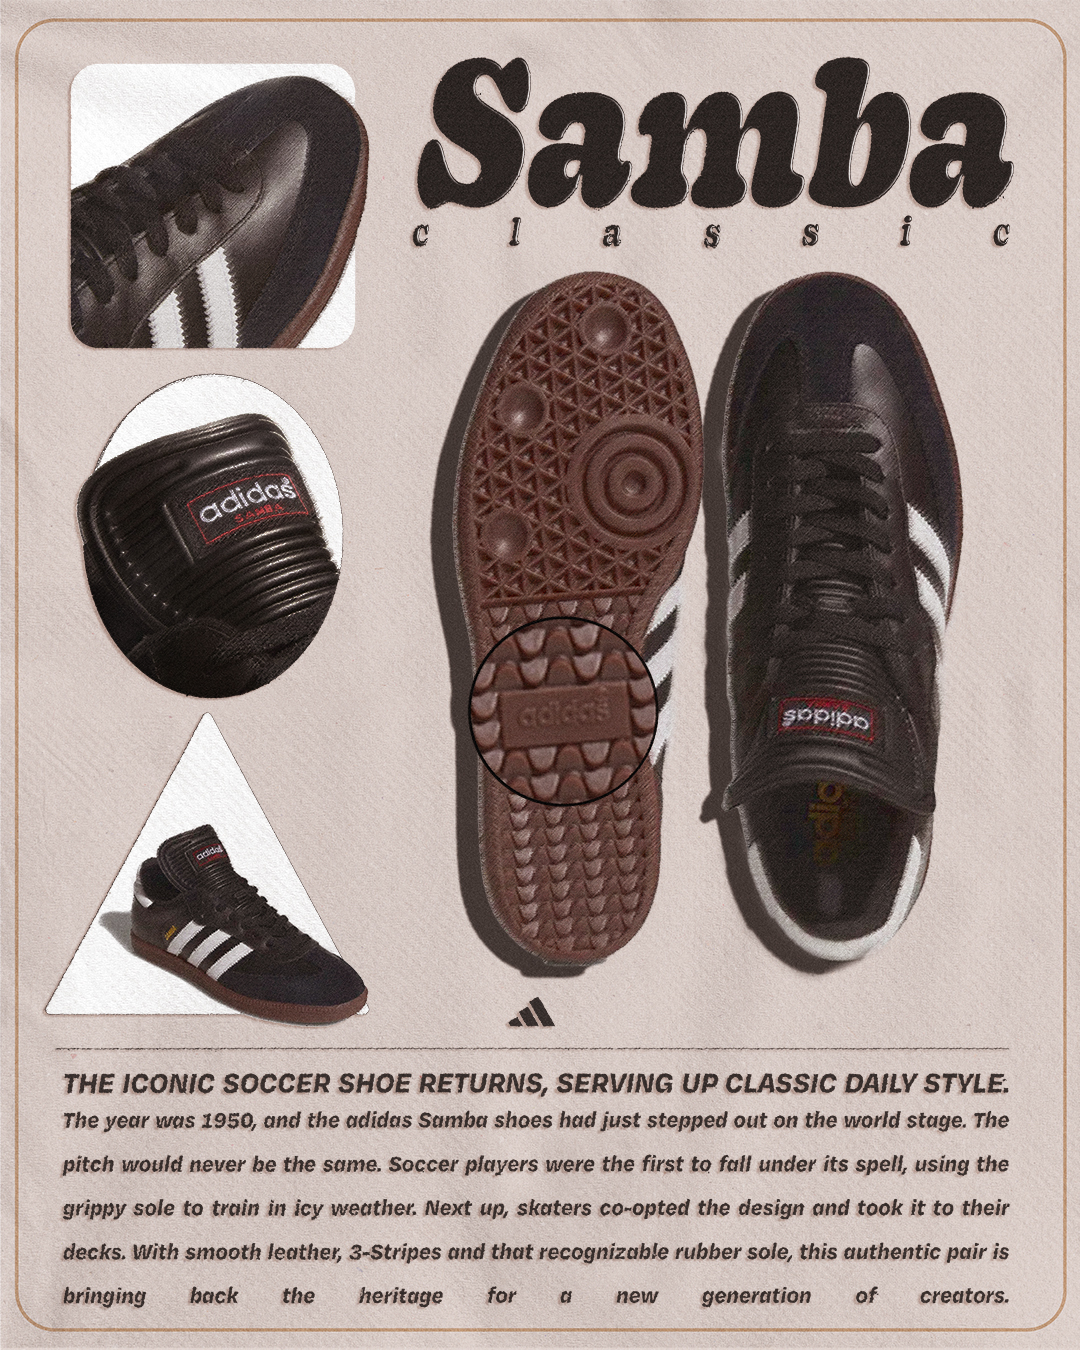 Samba
classic
adidas
SAMBA
adidas
adidas
adidas
THE ICONIC SOCCER SHOE RETURNS, SERVING UP CLASSIC DAILY STYLE.
The year was 1950, and the adidas Samba shoes had just stepped out on the world stage. The
pitch would never be the same. Soccer players were the first to fall under its spell, using the
grippy sole to train in icy weather. Next up, skaters co-opted the design and took it to their
decks. With smooth leather, 3-Stripes and that recognizable rubber sole, this authentic pair is
bringing back the heritage for a new generation of creators.